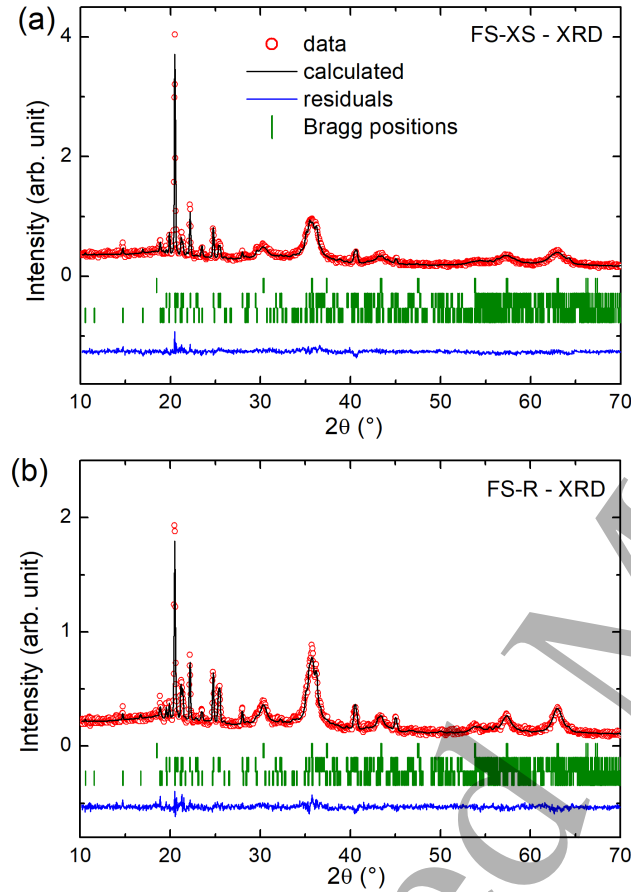 (a)
FS-XS - XRD
data
calculated
residuals
Bragg positions
4
2
0
Intensity (arb. unit)
10 20 30 40 50 60 70
2θ (°)
(b)
FS-R - XRD
2
1
0
Intensity (arb. unit)
10 20 30 40 50 60 70
2θ (°)